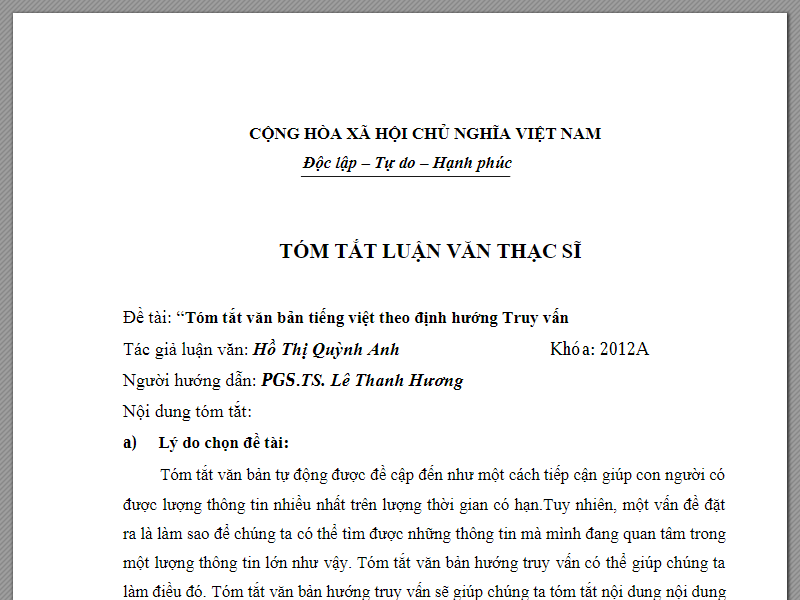 CỘNG HÒA XÃ HỘI CHỦ NGHĨA VIỆT NAM
Độc lập – Tự do – Hạnh phúc
TÓM TẮT LUẬN VĂN THẠC SĨ
Đề tài: “Tóm tắt văn bản tiếng việt theo định hướng Truy vấn
Tác giả luận văn: Hồ Thị Quỳnh Anh Khóa: 2012A
Người hướng dẫn: PGS.TS. Lê Thanh Hương
Nội dung tóm tắt:
a) Lý do chọn đề tài:
Tóm tắt văn bản tự động được đề cập đến như một cách tiếp cận giúp con người có
được lượng thông tin nhiều nhất trên lượng thời gian có hạn.Tuy nhiên, một vấn đề đặt
ra là làm sao để chúng ta có thể tìm được những thông tin mà mình đang quan tâm trong
một lượng thông tin lớn như vậy. Tóm tắt văn bản hướng truy vấn có thể giúp chúng ta
làm điều đó. Tóm tắt văn bản hướng truy vấn sẽ giúp chúng ta tóm tắt nội dung nội dung